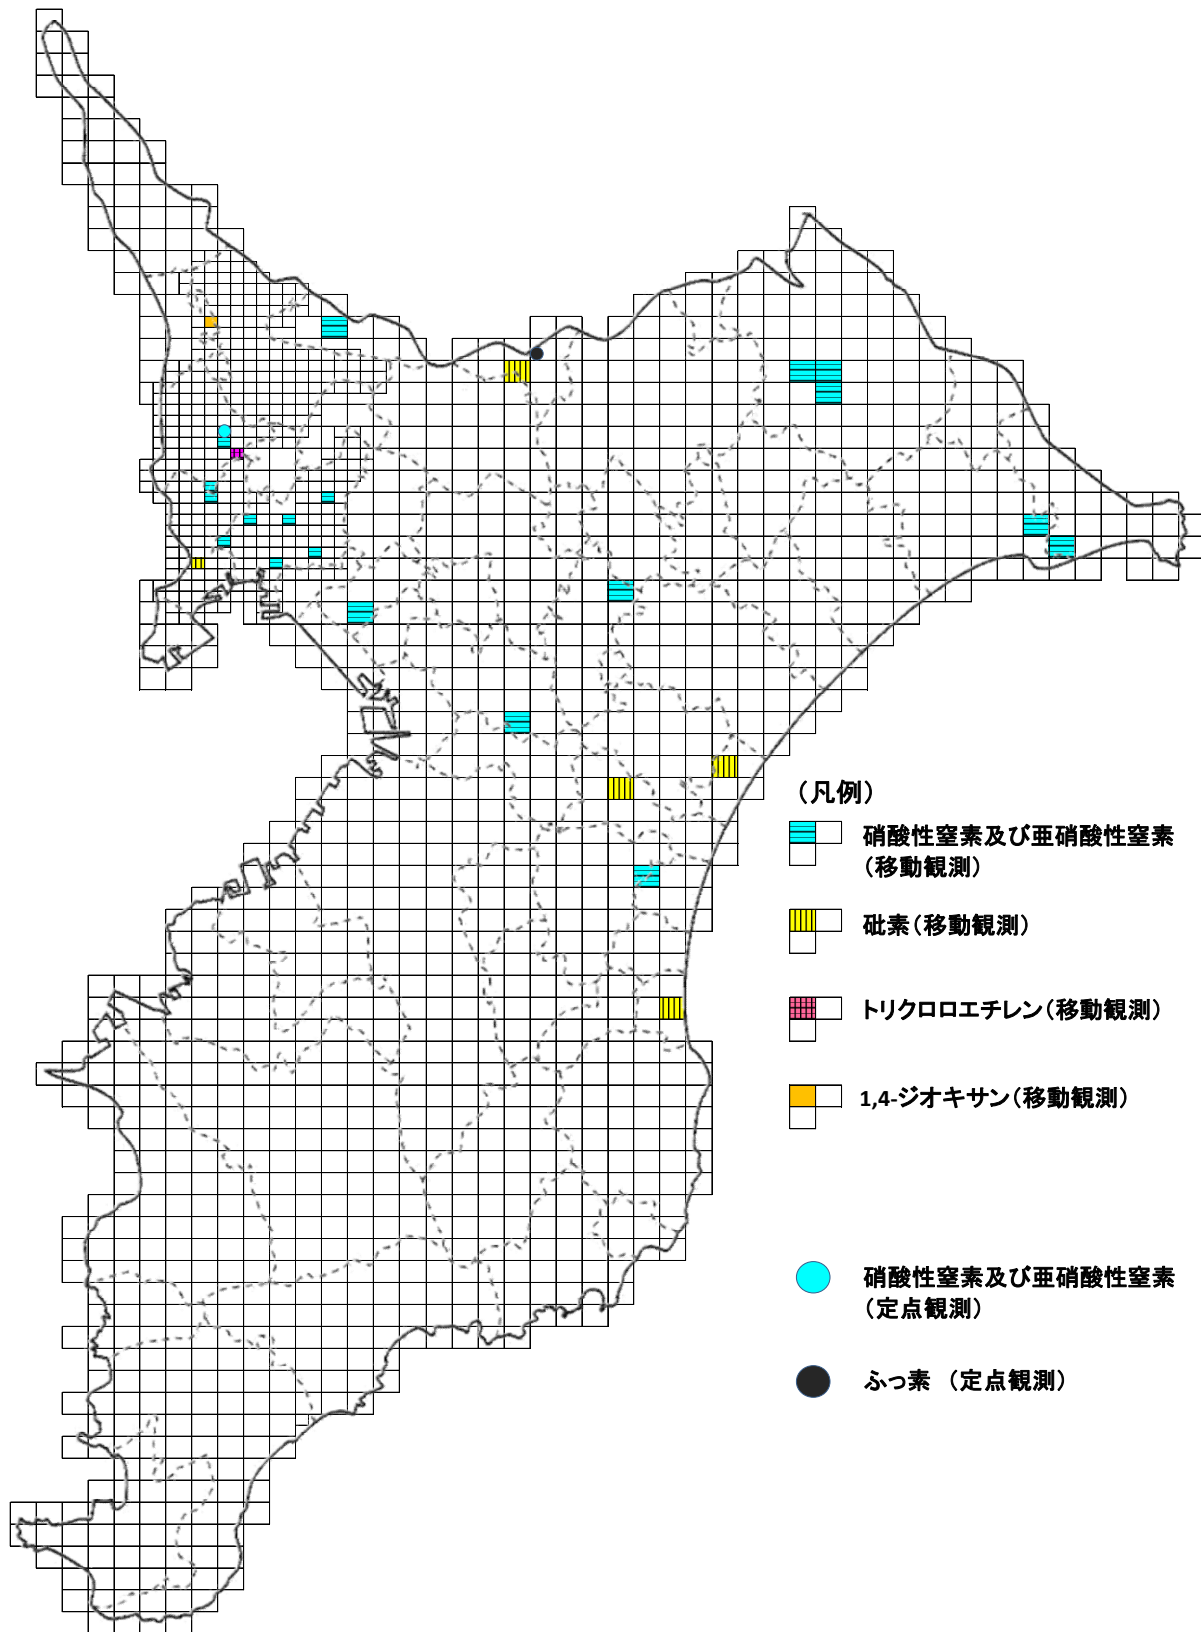 （凡例）
硝酸性窒素及び亜硝酸性窒素
（移動観測）
砒素（移動観測）
トリクロロエチレン（移動観測）
1,4-ジオキサン（移動観測）
硝酸性窒素及び亜硝酸性窒素
（定点観測）
ふっ素　（定点観測）